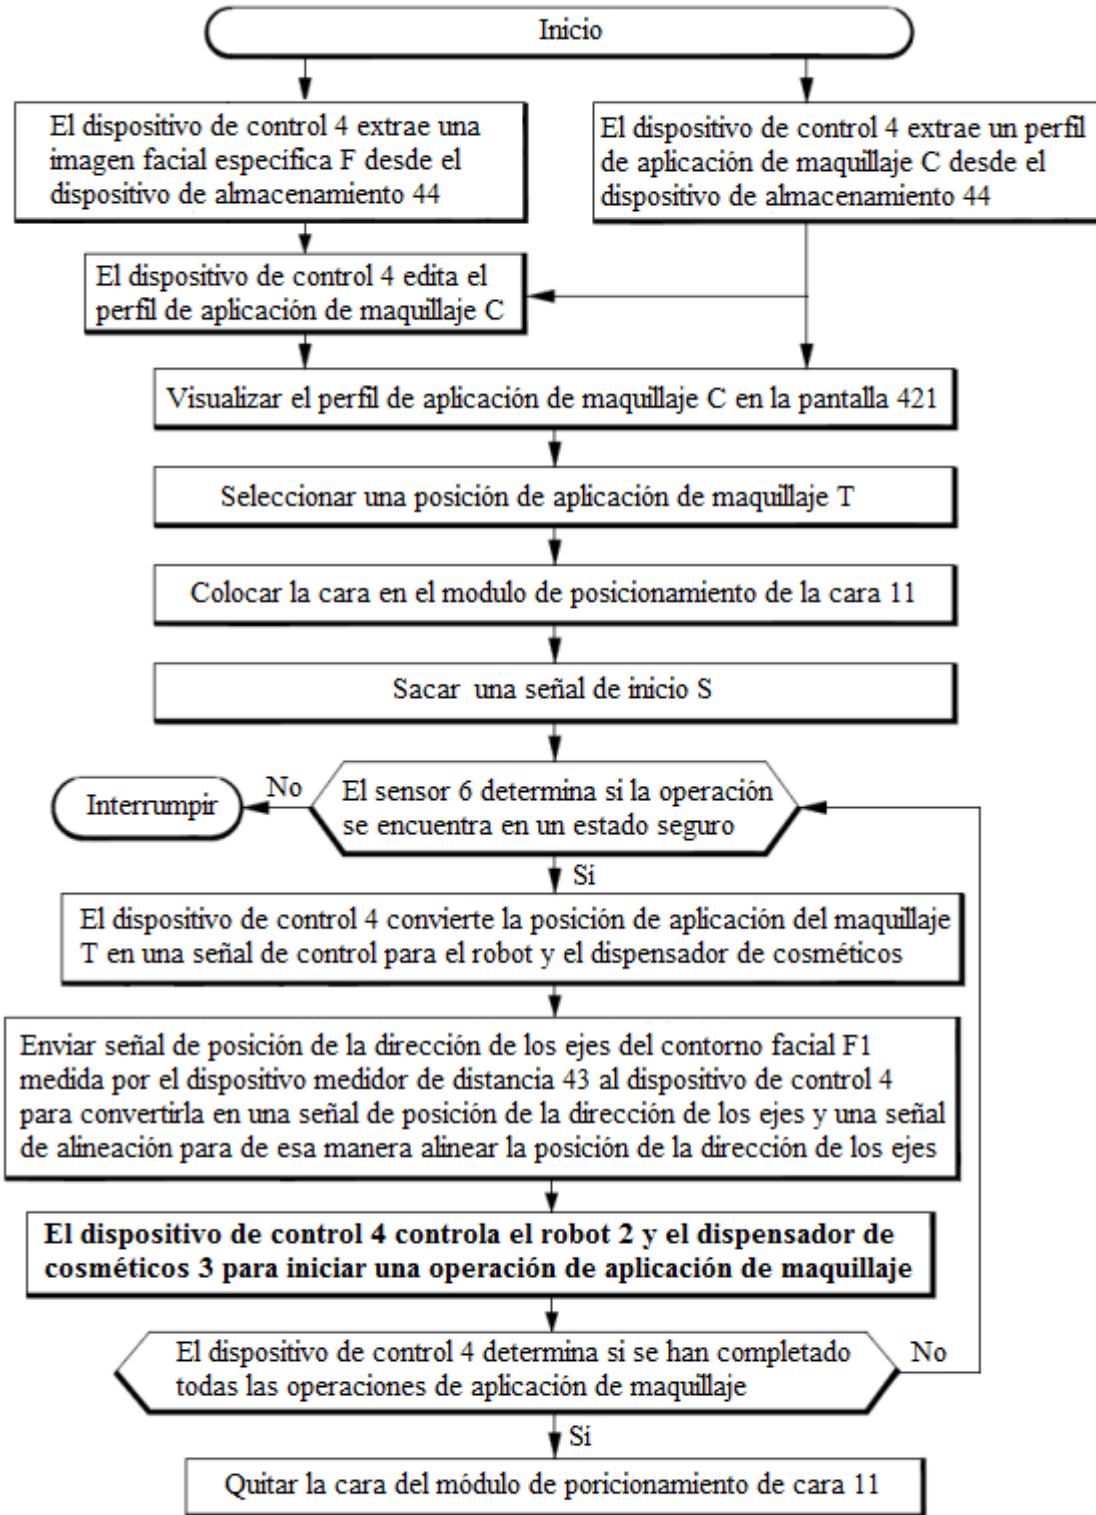 Inicio
El dispositivo de control 4 extrae una
imagen facial específica F desde el
dispositivo de almacenamiento 44
El dispositivo de control 4 extrae un perfil
de aplicación de maquillaje C desde el
dispositivo de almacenamiento 44
El dispositivo de control 4 edita el
perfil de aplicación de maquillaje C
Visualizar el perfil de aplicación de maquillaje C en la pantalla 421
Seleccionar una posición de aplicación de maquillaje T
Colocar la cara en el modulo de posicionamiento de la cara 11
Sacar una señal de inicio S
Interrumpir
No
El sensor 6 determina si la operación
se encuentra en un estado seguro
Sí
El dispositivo de control 4 convierte la posición de aplicación del maquillaje
T en una señal de control para el robot y el dispensador de cosméticos
Enviar señal de posición de la dirección de los ejes del contorno facial F1
medida por el dispositivo medidor de distancia 43 al dispositivo de control 4
para convertirla en una señal de posición de la dirección de los ejes y una señal
de alineación para de esa manera alinear la posición de la dirección de los ejes
El dispositivo de control 4 controla el robot 2 y el dispensador de
cosméticos 3 para iniciar una operación de aplicación de maquillaje
El dispositivo de control 4 determina si se han completado
todas las operaciones de aplicación de maquillaje
No
Sí
Quitar la cara del módulo de poricionamiento de cara 11